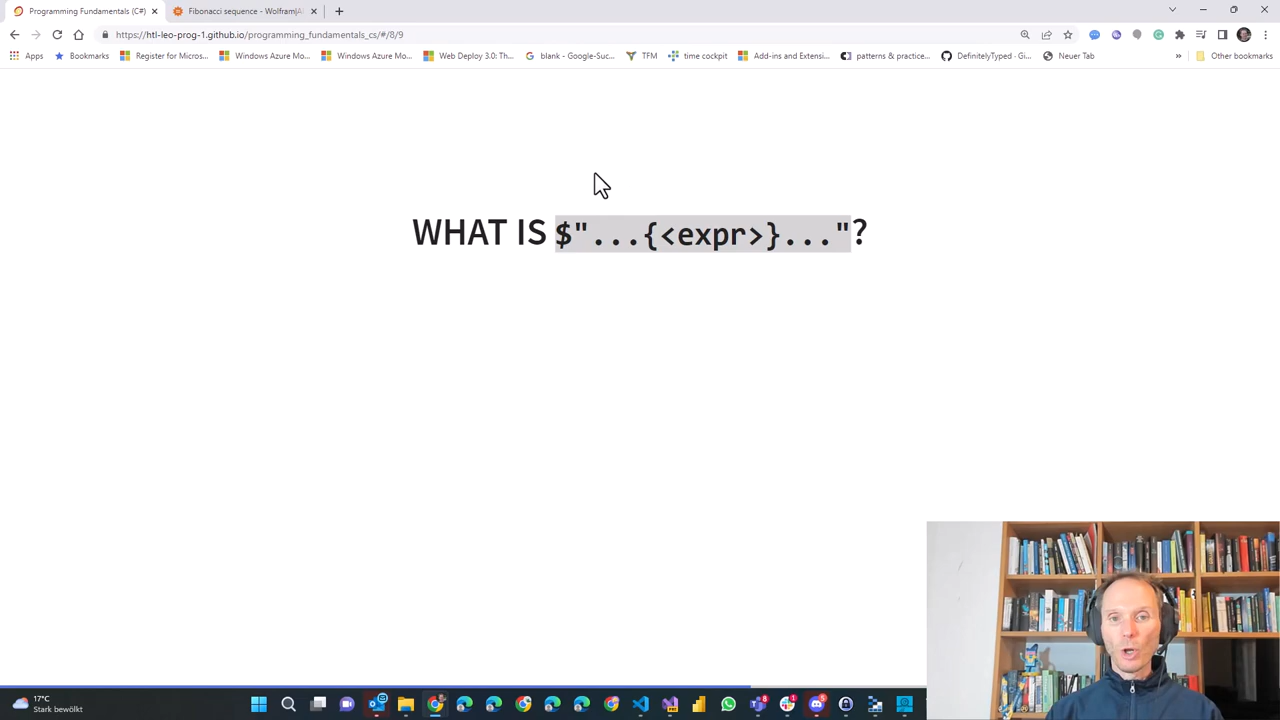 Programming Fundamentals (C#)
Fibonacci sequence - Wolfram|A
https://htl-leo-prog-1.github.io/programming_fundamentals_cs/#/8/9
Apps
Bookmarks
Register for Micros...
Windows Azure Mo...
Windows Azure Mo...
Web Deploy 3.0: Th...
blank - Google-Suc...
TFM
time cockpit
Add-ins and Extensi...
patterns & practice...
DefinitelyTyped - Gi...
Neuer Tab
»
Other bookmarks
WHAT IS $"...{<expr>}..."?
17°C
Stark bewölkt